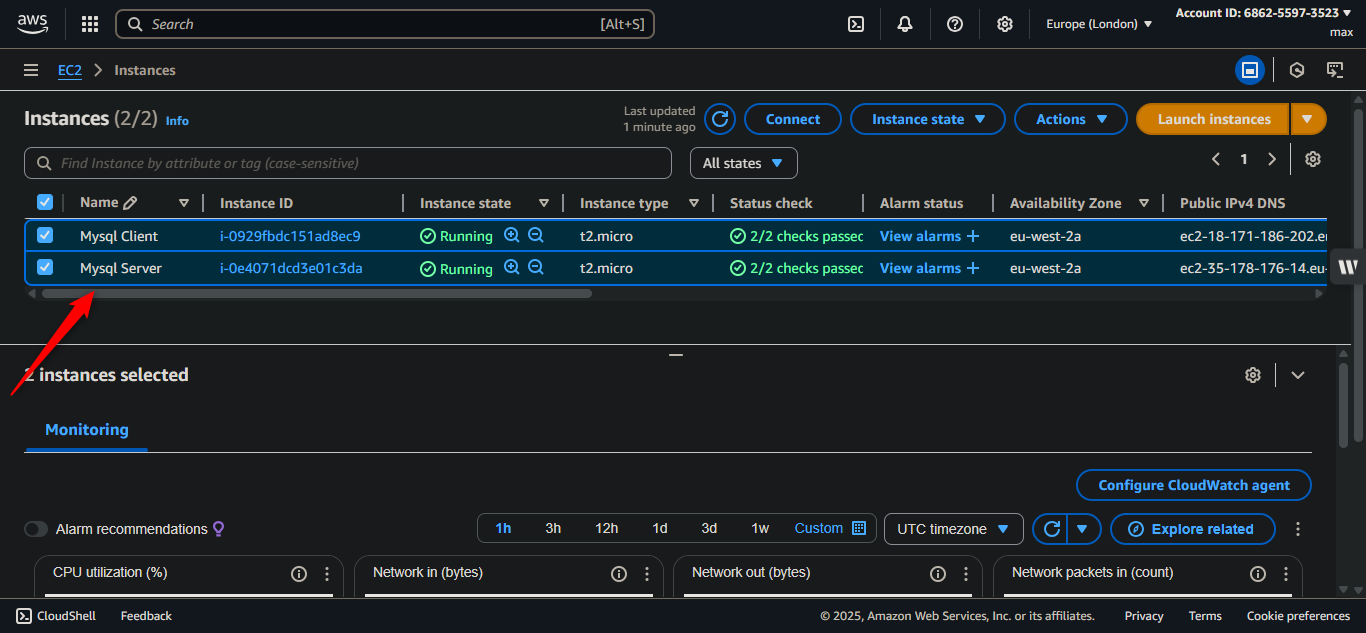 aws
Search [Alt+S]
Europe (London)
Account ID: 6862-5597-3523
max
EC2 Instances
Instances (2/2) Info
Last updated
1 minute ago
Connect
Instance state
Actions
Launch instances
Find Instance by attribute or tag (case-sensitive)
All states
1
Name Instance ID Instance state Instance type Status check Alarm status Availability Zone Public IPv4 DNS
Mysql Client i-0929fbdc151ad8ec9 Running t2.micro 2/2 checks passec View alarms + eu-west-2a ec2-18-171-186-202.eu
Mysql Server i-0e4071dcd3e01c3da Running t2.micro 2/2 checks passec View alarms + eu-west-2a ec2-35-178-176-14.eu-
W
2 instances selected
Monitoring
Configure CloudWatch agent
Alarm recommendations
1h 3h 12h 1d 3d 1w Custom
UTC timezone
Explore related
CPU utilization (%) Network in (bytes) Network out (bytes) Network packets in (count)
CloudShell Feedback © 2025, Amazon Web Services, Inc. or its affiliates. Privacy Terms Cookie preferences